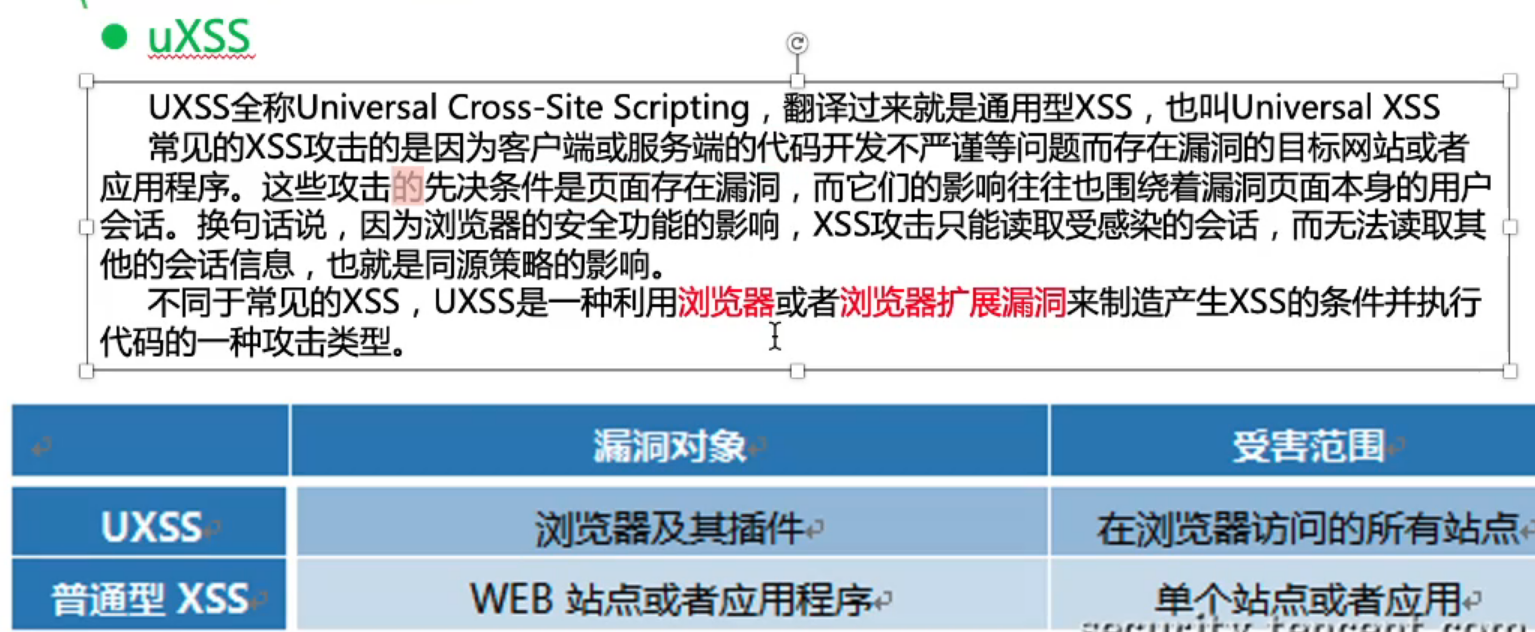 uXSS
UXSS全称Universal Cross-Site Scripting，翻译过来就是通用型XSS，也叫Universal XSS
常见的XSS攻击的是因为客户端或服务端的代码开发不严谨等问题而存在漏洞的目标网站或者
应用程序。这些攻击的先决条件是页面存在漏洞，而它们的影响往往也围绕着漏洞页面本身的用户
会话。换句话说，因为浏览器的安全功能的影响，XSS攻击只能读取受感染的会话，而无法读取其
他的会话信息，也就是同源策略的影响。
不同于常见的XSS，UXSS是一种利用浏览器或者浏览器扩展漏洞来制造产生XSS的条件并执行
代码的一种攻击类型。
漏洞对象 受害范围
UXSS 浏览器及其插件 在浏览器访问的所有站点
普通型 XSS WEB 站点或者应用程序 单个站点或者应用
security.tencent.com